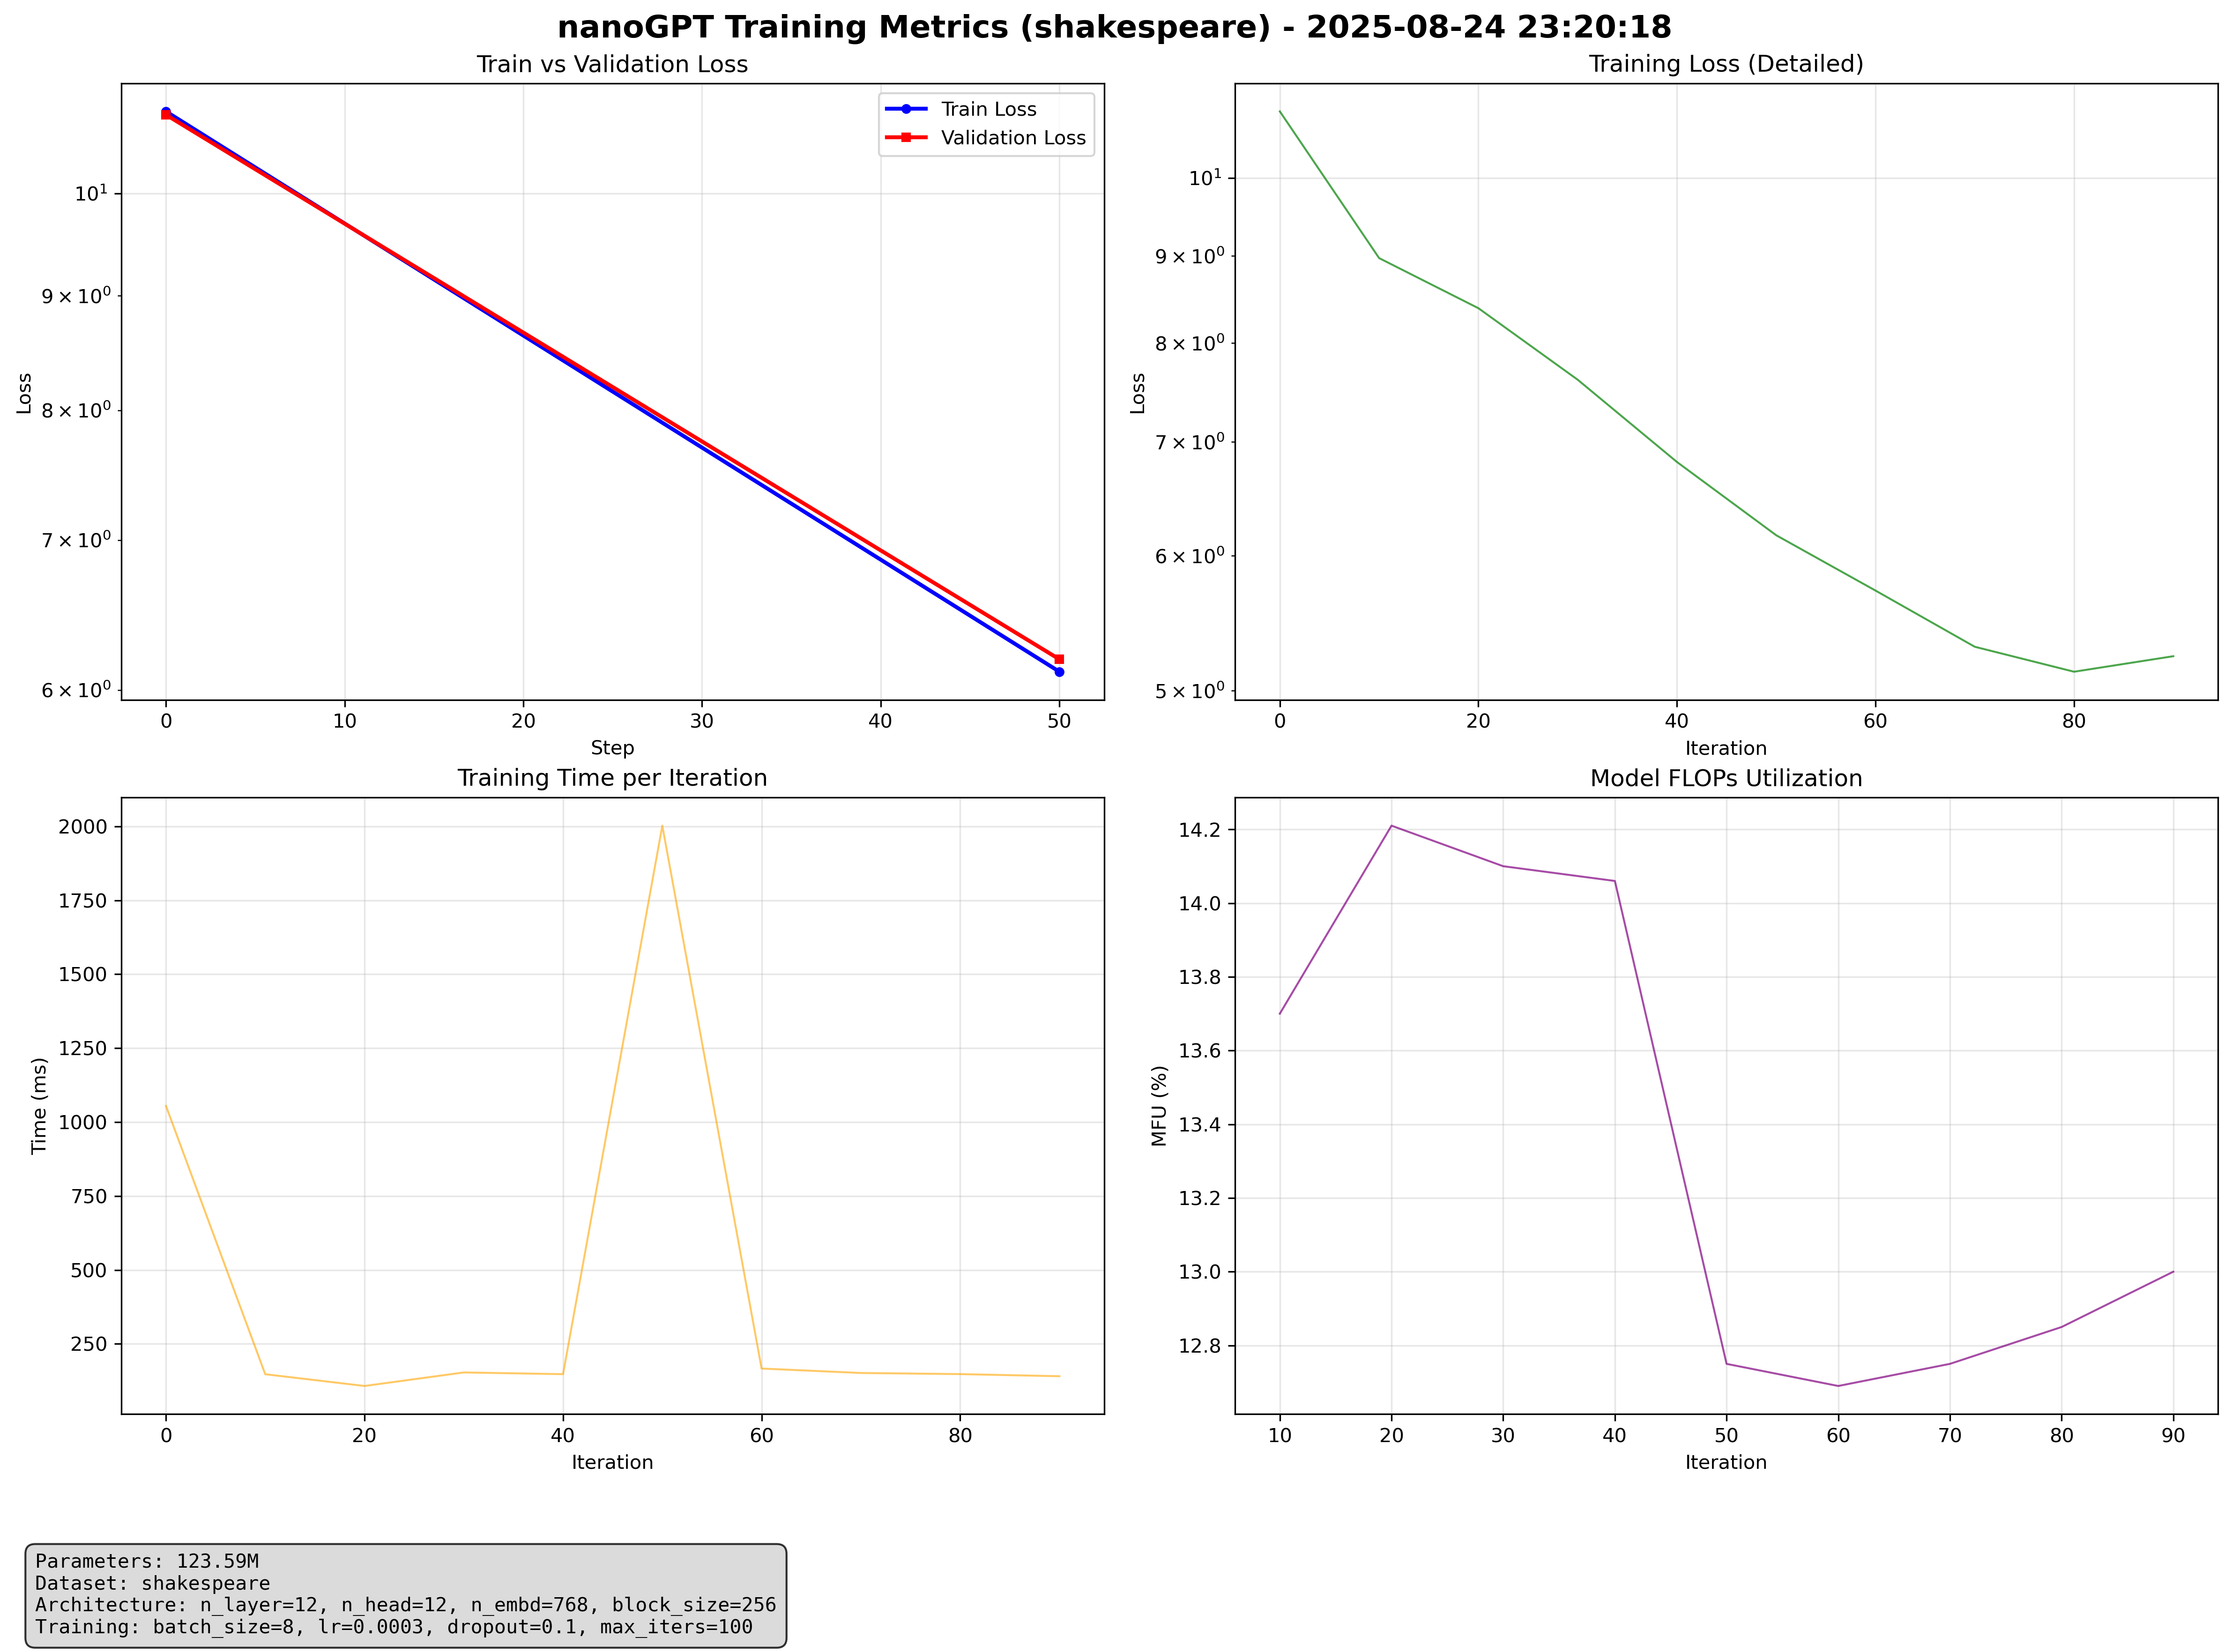 nanoGPT Training Metrics (shakespeare) - 2025-08-24 23:20:18
Train vs Validation Loss
Train Loss
Validation Loss
10¹
9 × 10⁰
8 × 10⁰
7 × 10⁰
6 × 10⁰
Loss
0 10 20 30 40 50
Step
Training Loss (Detailed)
10¹
9 × 10⁰
8 × 10⁰
7 × 10⁰
6 × 10⁰
5 × 10⁰
Loss
0 20 40 60 80
Iteration
Training Time per Iteration
2000
1750
1500
1250
1000
750
500
250
Time (ms)
0 20 40 60 80
Iteration
Model FLOPs Utilization
14.2
14.0
13.8
13.6
13.4
13.2
13.0
12.8
MFU (%)
10 20 30 40 50 60 70 80 90
Iteration
Parameters: 123.59M
Dataset: shakespeare
Architecture: n_layer=12, n_head=12, n_embd=768, block_size=256
Training: batch_size=8, lr=0.0003, dropout=0.1, max_iters=100